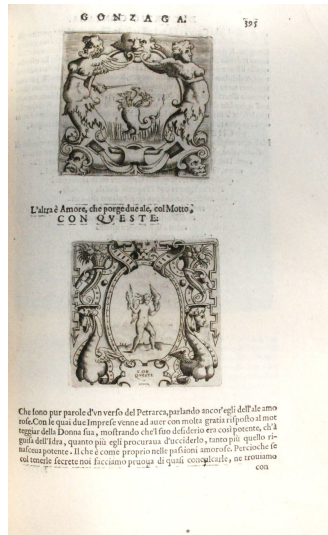 GONZAGA.
395
L'altra è Amore, che porge due ale, col Motto,
CON QVESTE.
CON
QVESTE
Che sono pur parole d'vn verso del Petrarca, parlando ancor'egli dell'ale amo
rose. Con le quai due Imprese venne ad auer con molta gratia risposto al mot
teggiar della Donna sua, mostrando che'l suo desiderio era così potente, ch'à
guisa dell'Idra, quanto più egli procuraua d'vcciderlo, tanto più quello ri-
nasceua potente. Il che è come proprio nelle passioni amorose. Percioche se
col tenerle secrete noi facciamo pruoua di quasi conculcarle, ne trouiamo
con